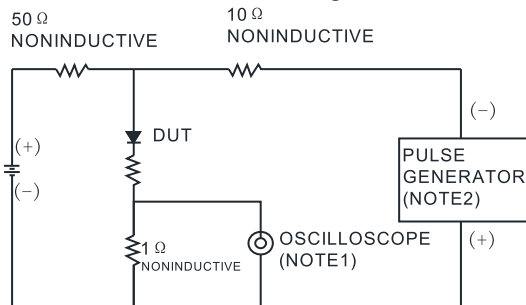 50 Ω
NONINDUCTIVE
10 Ω
NONINDUCTIVE
(+)
(-)
DUT
1 Ω
NONINDUCTIVE
OSCILLOSCOPE
(NOTE1)
(-)
PULSE
GENERATOR
(NOTE2)
(+)